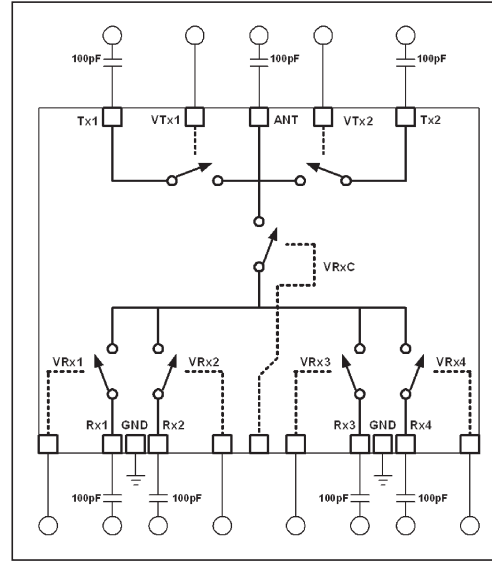 100pF 100pF 100pF
Tx1 VTx1 ANT VTx2 Tx2
VRxC
VRx1 VRx2 VRx3 VRx4
Rx1 GND Rx2 Rx3 GND Rx4
100pF 100pF 100pF 100pF